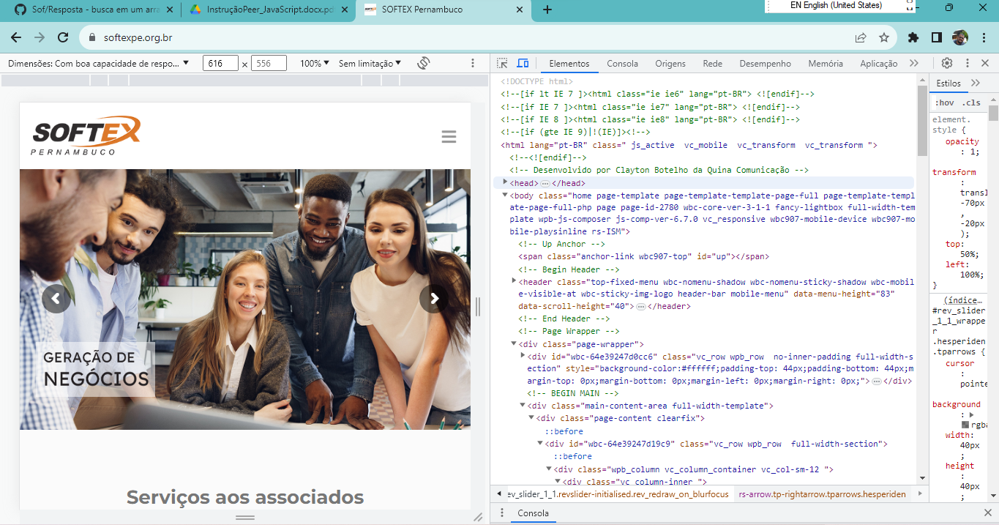 Sof/Resposta - busca em um arra
InstruçãoPeer_JavaScript.docx.pd
SOFTEX Pernambuco
EN English (United States)
softexpe.org.br
Dimensões: Com boa capacidade de respo...
616
×
556
100%
Sem limitação
Elementos
Consola
Origens
Rede
Desempenho
Memória
Aplicação
SOFTEX
PERNAMBUCO
GERAÇÃO DE
NEGÓCIOS
Serviços aos associados
<!DOCTYPE html>
<!--[if lt IE 7 ]><html class="ie ie6" lang="pt-BR"> <![endif]-->
<!--[if IE 7 ]><html class="ie ie7" lang="pt-BR"> <![endif]-->
<!--[if IE 8 ]><html class="ie ie8" lang="pt-BR"> <![endif]-->
<!--[if (gte IE 9)|!(IE)]><!-->
<html lang="pt-BR" class=" js_active  vc_mobile  vc_transform  vc_transform ">
<!--<![endif]-->
<!-- Desenvolvido por Clayton Botelho da Quina Comunicação -->
<head>…</head>
<body class="home page-template page-template-template-page-full page-template-templ
ate-page-full-php page page-id-2780 wbc-core-ver-3-1-1 fancy-lightbox full-width-tem
plate wpb-js-composer js-comp-ver-6.7.0 vc_responsive wbc907-mobile-device wbc907-mo
bile-playsinline rs-ISM">
<!-- Up Anchor -->
<span class="anchor-link wbc907-top" id="up"></span>
<!-- Begin Header -->
<header class="top-fixed-menu wbc-nomenu-shadow wbc-nomenu-sticky-shadow wbc-mobile
-visible-at wbc-sticky-img-logo header-bar mobile-menu" data-menu-height="83"
data-scroll-height="40">…</header>
<!-- End Header -->
<!-- Page Wrapper -->
<div class="page-wrapper">
<div id="wbc-64e39247d0cc6" class="vc_row wpb_row  no-inner-padding full-width-s
ection" style="background-color:#ffffff;padding-top: 44px;padding-bottom: 44px;m
argin-top: 0px;margin-bottom: 0px;margin-left: 0px;margin-right: 0px;">…</div>
<!-- BEGIN MAIN -->
<div class="main-content-area full-width-template">
<div class="page-content clearfix">
::before
<div id="wbc-64e39247d19c9" class="vc_row wpb_row  full-width-section">
::before
<div class="wpb_column vc_column_container vc_col-sm-12 ">
<div class="vc_column-inner ">
ev_slider_1_1.revslider-initialised.rev_redraw_on_blurfocus
rs-arrow.tp-rightarrow.tparrows.hesperiden
Consola
Estilos
:hov .cls
element.
style {
opacity
: 1;
transform
:
transl
-70px
,
-20px
);
top:
50%;
left:
100%;
}
(índice…
#rev_slider
_1_1_wrappe
r
.hesperiden
.tparrows {
cursor
:
pointe
background
:
rgba
width:
40px
;
height
:
40px
;